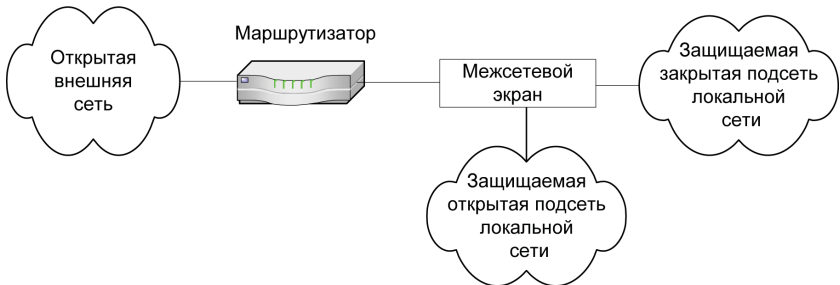 Открытая
внешняя
сеть
Маршрутизатор
Межсетевой
экран
Защищаемая
закрытая подсеть
локальной
сети
Защищаемая
открытая подсеть
локальной
сети